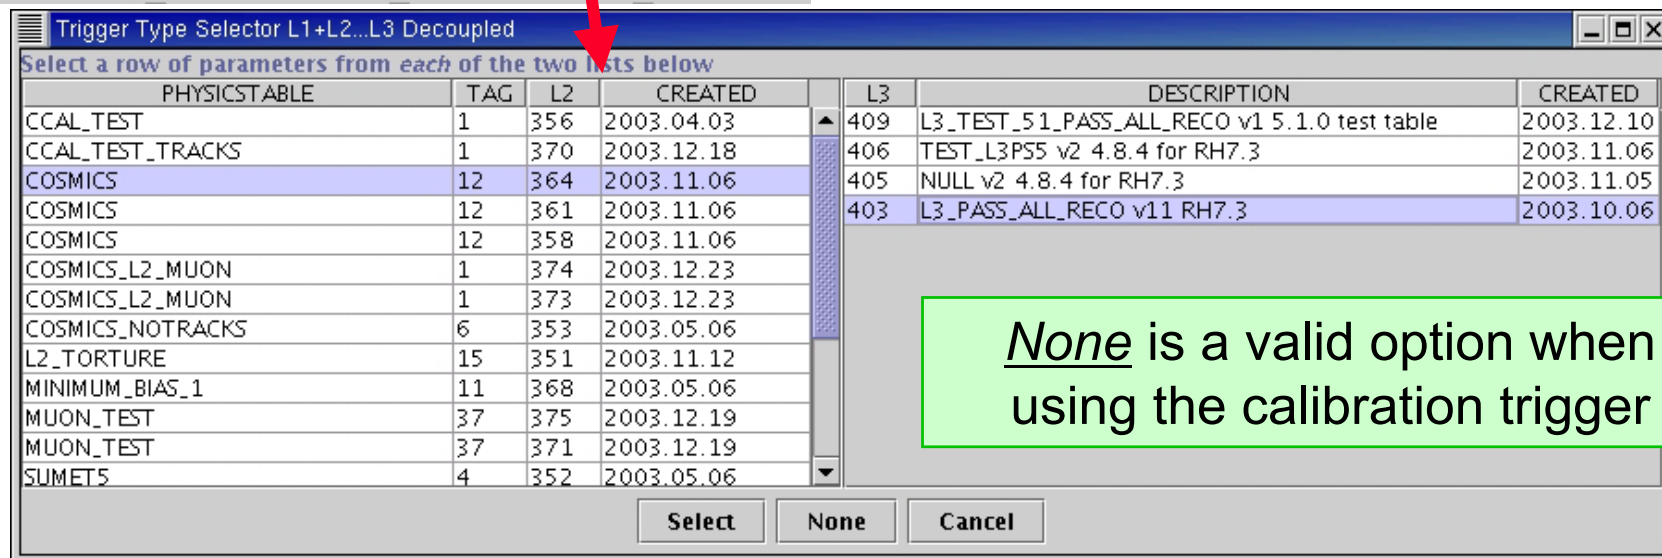 Trigger Type Selector L1+L2...L3 Decoupled
Select a row of parameters from each of the two lists below
PHYSICSTABLE TAG L2 CREATED
CCAL_TEST 1 356 2003.04.03
CCAL_TEST_TRACKS 1 370 2003.12.18
COSMICS 12 364 2003.11.06
COSMICS 12 361 2003.11.06
COSMICS 12 358 2003.11.06
COSMICS_L2_MUON 1 374 2003.12.23
COSMICS_L2_MUON 1 373 2003.12.23
COSMICS_NOTRACKS 6 353 2003.05.06
L2_TORTURE 15 351 2003.11.12
MINIMUM_BIAS_1 11 368 2003.05.06
MUON_TEST 37 375 2003.12.19
MUON_TEST 37 371 2003.12.19
SUMET5 4 352 2003.05.06
L3 DESCRIPTION CREATED
409 L3_TEST_51_PASS_ALL_RECO v1 5.1.0 test table 2003.12.10
406 TEST_L3PS5 v2 4.8.4 for RH7.3 2003.11.06
405 NULL v2 4.8.4 for RH7.3 2003.11.05
403 L3_PASS_ALL_RECO v11 RH7.3 2003.10.06
None is a valid option when
using the calibration trigger
Select None Cancel